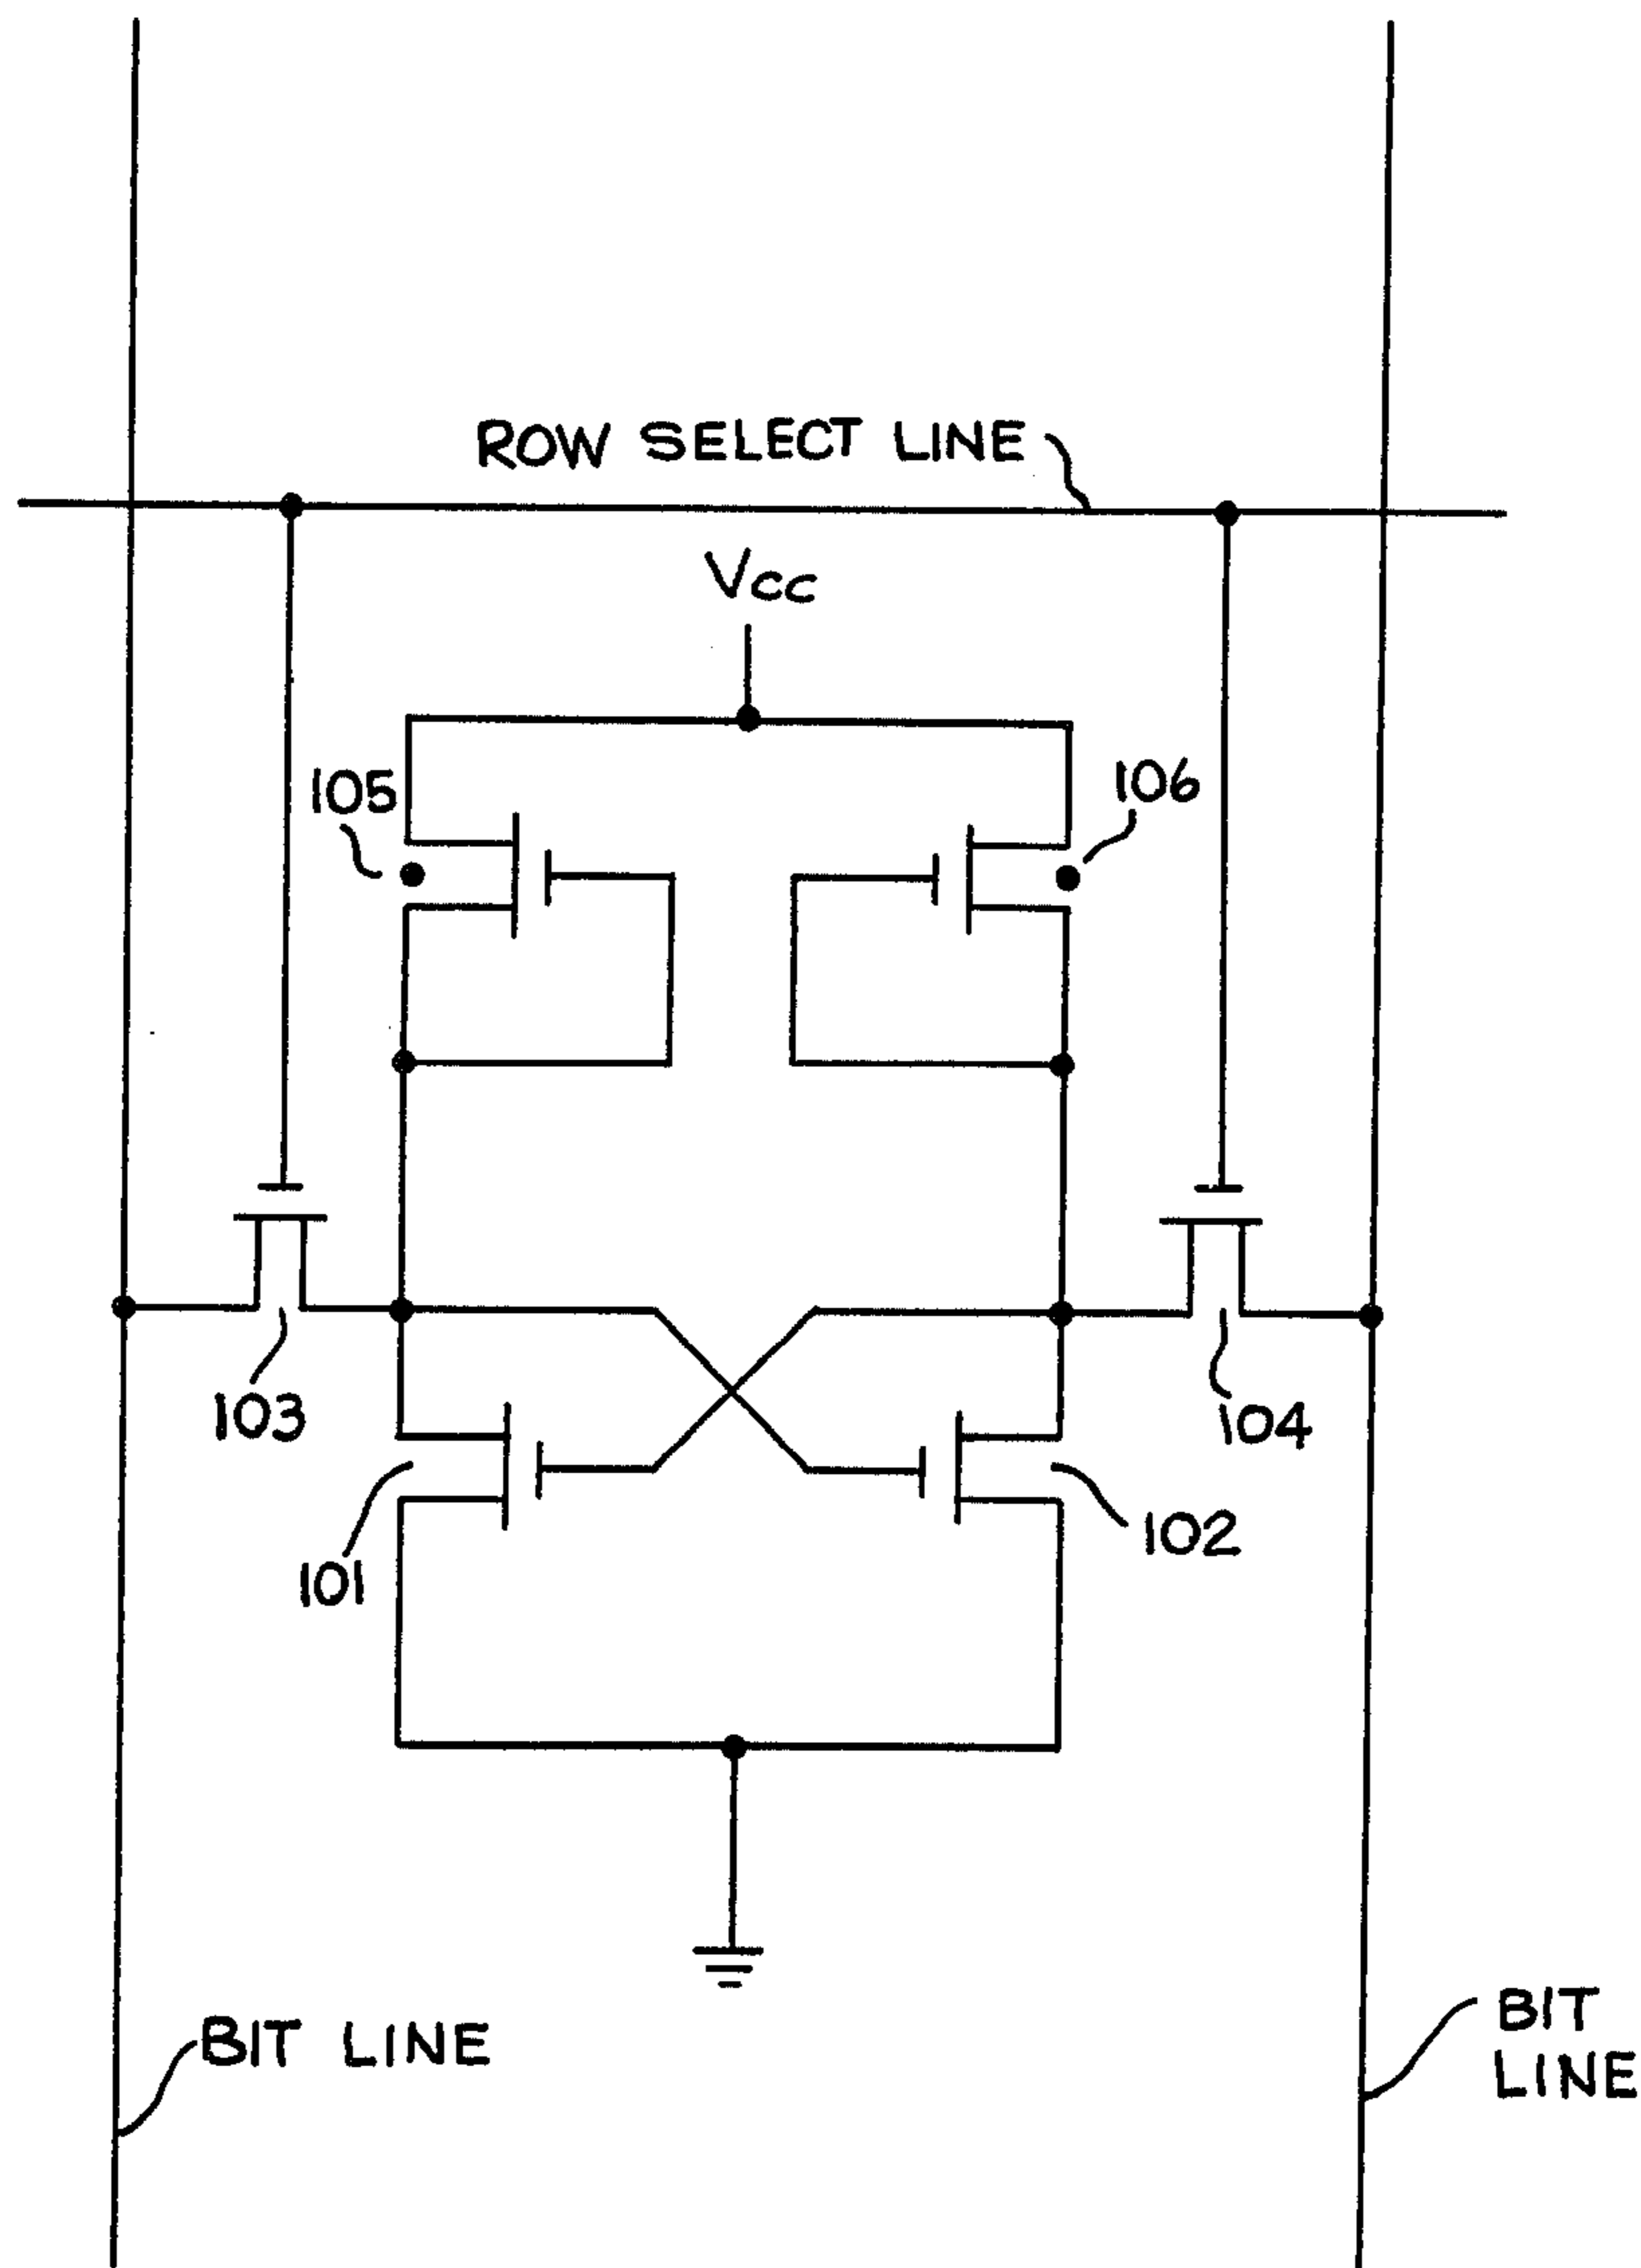 ROW SELECT LINE
Vcc
105
106
103
104
101
102
BIT LINE
BIT
LINE